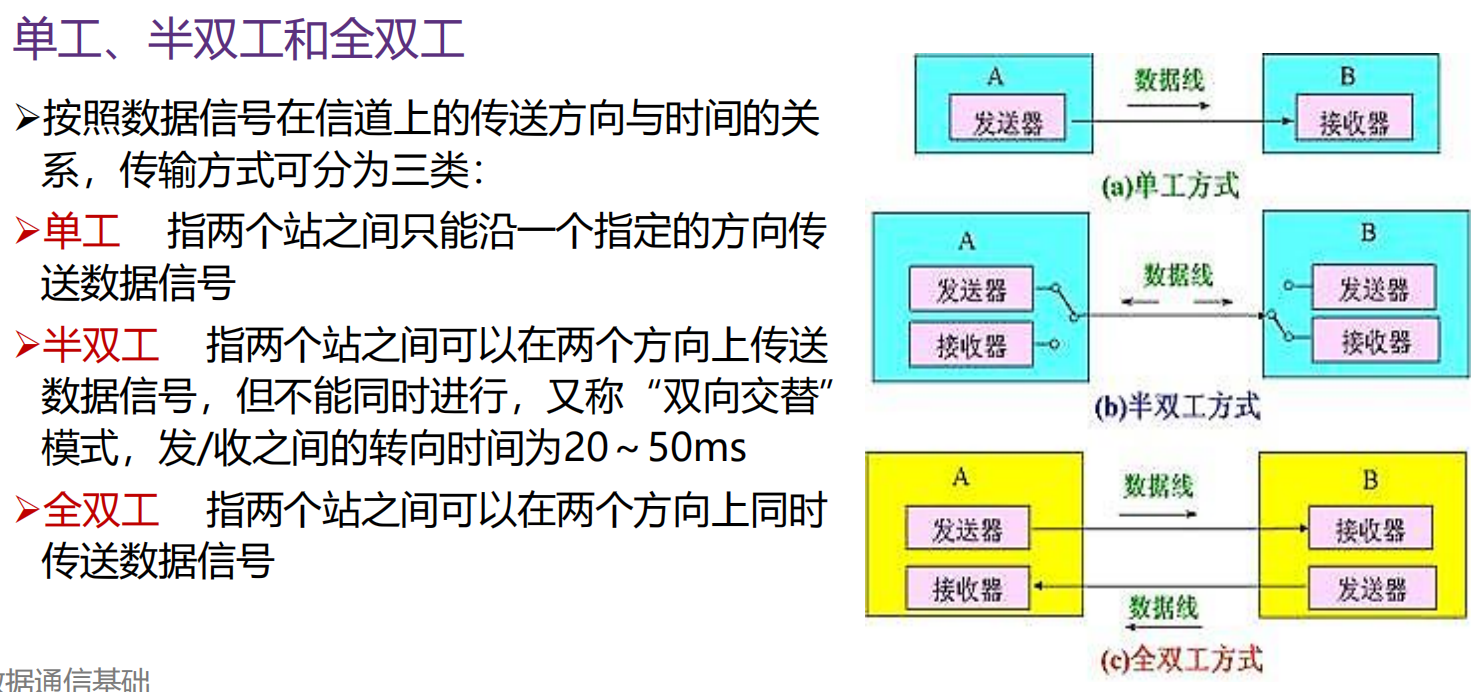 单工、半双工和全双工
➢按照数据信号在信道上的传送方向与时间的关
系，传输方式可分为三类：
➢单工 指两个站之间只能沿一个指定的方向传
送数据信号
➢半双工 指两个站之间可以在两个方向上传送
数据信号，但不能同时进行，又称“双向交替”
模式，发/收之间的转向时间为20～50ms
➢全双工 指两个站之间可以在两个方向上同时
传送数据信号
A
数据线
B
发送器
接收器
(a)单工方式
A
数据线
B
发送器
发送器
接收器
接收器
(b)半双工方式
A
数据线
B
发送器
接收器
接收器
发送器
数据线
(c)全双工方式
据通信基础